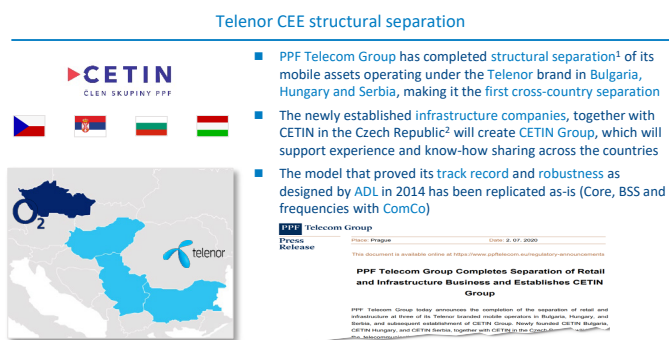 Telenor CEE structural separation
CETIN
ČLEN SKUPINY PPF
PPF Telecom Group has completed structural separation¹ of its
mobile assets operating under the Telenor brand in Bulgaria,
Hungary and Serbia, making it the first cross-country separation
The newly established infrastructure companies, together with
CETIN in the Czech Republic² will create CETIN Group, which will
support experience and know-how sharing across the countries
The model that proved its track record and robustness as
designed by ADL in 2014 has been replicated as-is (Core, BSS and
frequencies with ComCo)
O2
telenor
PPF Telecom Group
Press
Release
Place: Prague Date: 2. 07. 2020
This document is available online at https://www.ppftelecom.eu/regulatory-announcements
PPF Telecom Group Completes Separation of Retail
and Infrastructure Business and Establishes CETIN
Group
PPF Telecom Group today announces the completion of the separation of retail and
infrastructure at three of its Telenor branded mobile operators in Bulgaria, Hungary, and
Serbia, and subsequent establishment of CETIN Group. Newly founded CETIN Bulgaria,
CETIN Hungary, and CETIN Serbia, together with CETIN in the Czech
the telecommunic